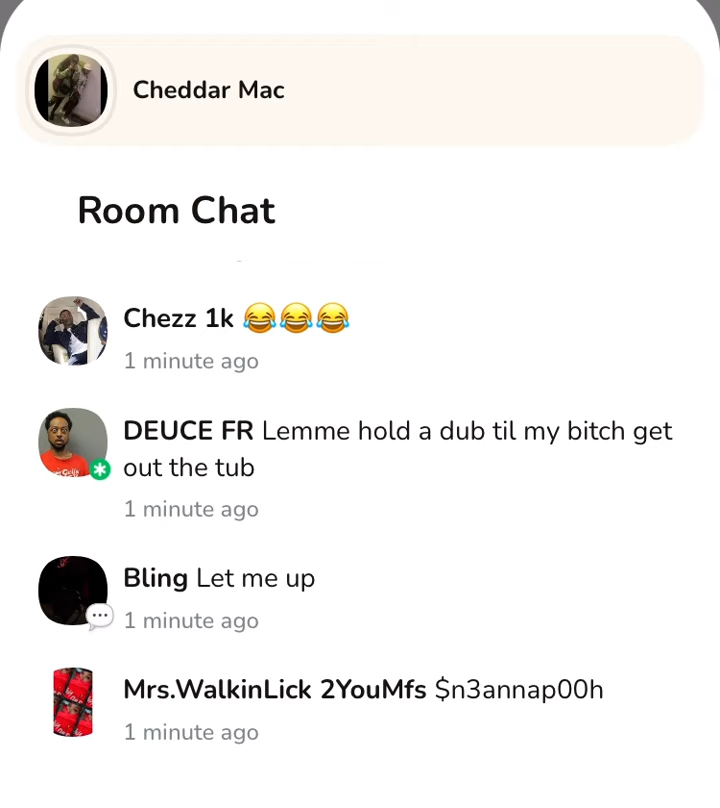 Cheddar Mac
Room Chat
Chezz 1k 😂😂😂
1 minute ago
DEUCE FR Lemme hold a dub til my bitch get
out the tub
1 minute ago
Bling Let me up
1 minute ago
Mrs.WalkinLick 2YouMfs $n3annap00h
1 minute ago